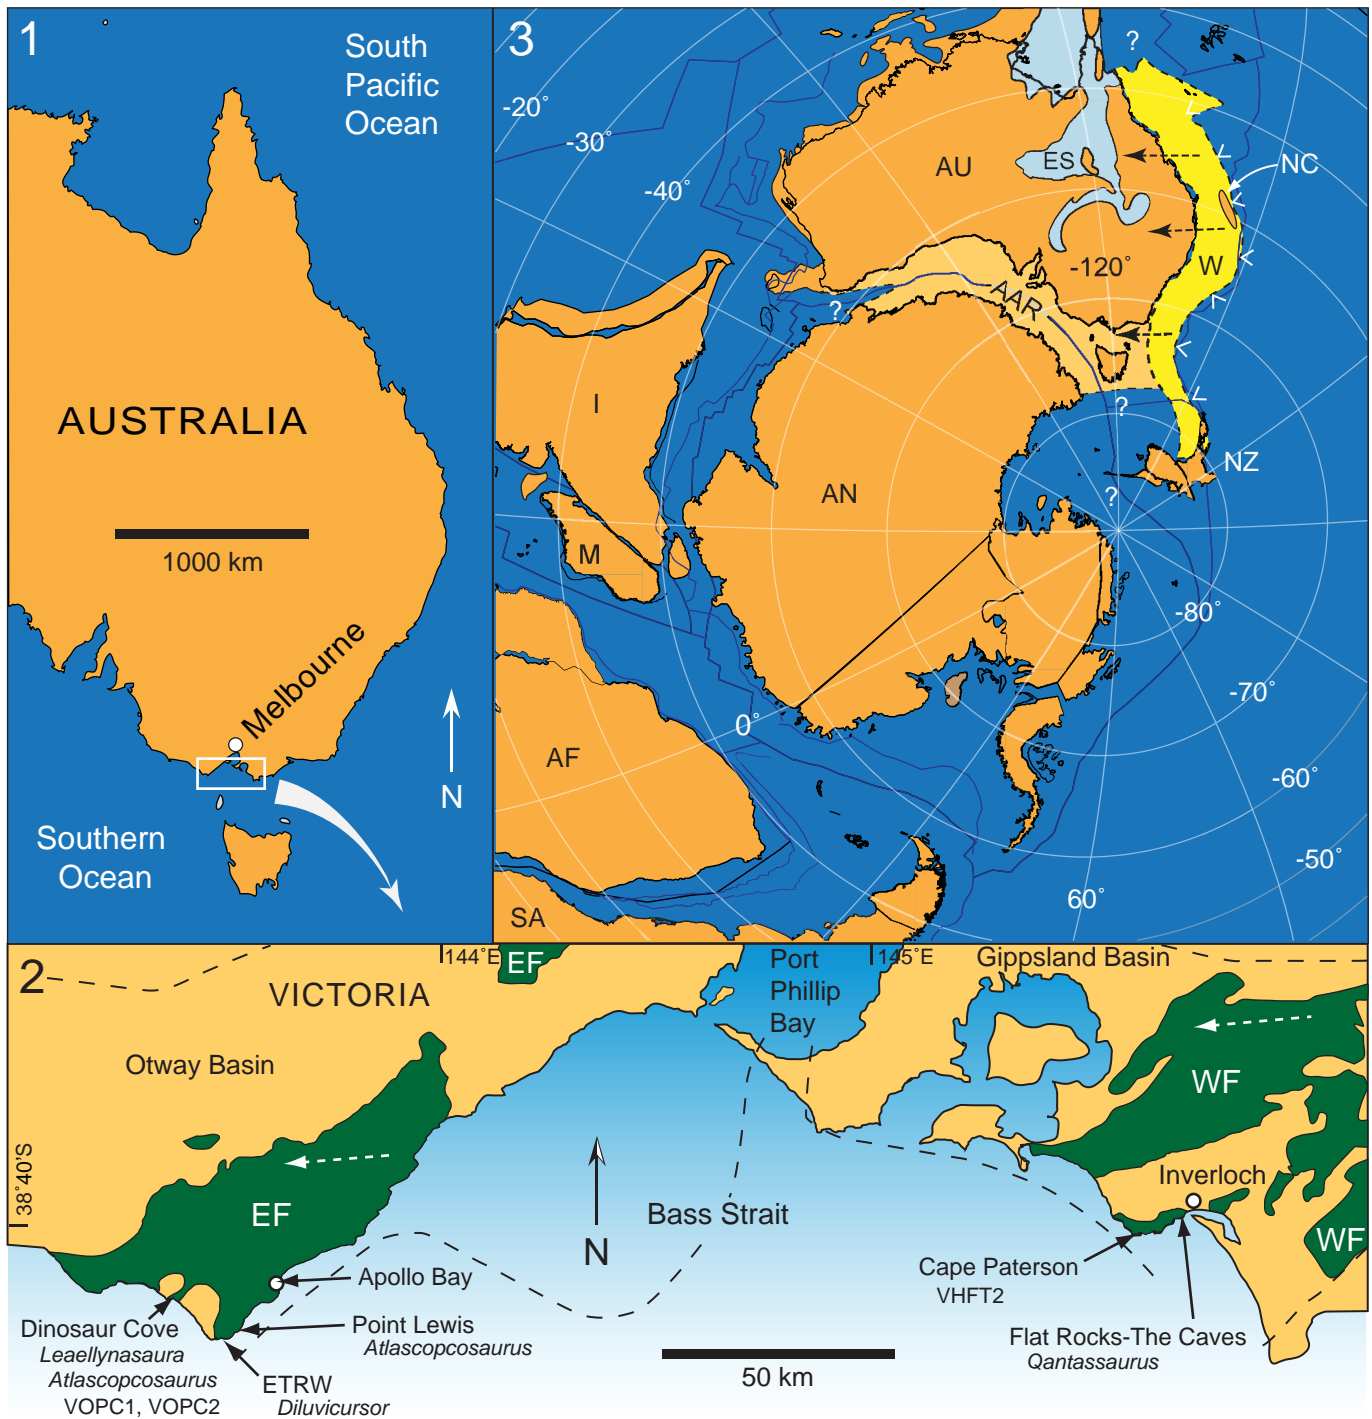 1
South
Pacific
Ocean
AUSTRALIA
1000 km
Melbourne
N
Southern
Ocean
3
?
-20°
-30°
-40°
AU
ES
NC
-120°
W
AAR
?
I
?
NZ
AN
?
M
-80°
-70°
0°
AF
-60°
-50°
60°
SA
2
144°E
EF
Port
Phillip
Bay
145°E
Gippsland Basin
VICTORIA
Otway Basin
WF
38°40'S
Inverloch
EF
Bass Strait
N
WF
Cape Paterson
VHFT2
Apollo Bay
Dinosaur Cove
Leaellynasaura
Atlascopcosaurus
VOPC1, VOPC2
Point Lewis
Atlascopcosaurus
Flat Rocks-The Caves
Qantassaurus
ETRW
Diluvicursor
50 km